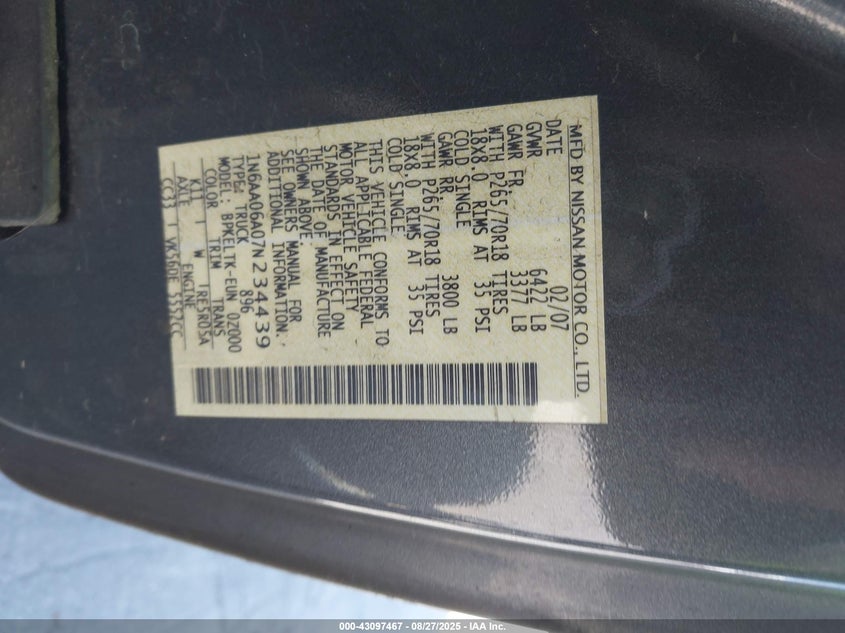 MFD BY NISSAN MOTOR CO., LTD.
DATE 02/07
GVWR 6422 LB
GAWR FR. 3377 LB
WITH P265/70R18 TIRES
18X8.0 RIMS AT 35 PSI
COLD SINGLE
GAWR RR 3800 LB
WITH P265/70R18 TIRES
18X8.0 RIMS AT 35 PSI
COLD SINGLE
THIS VEHICLE CONFORMS TO
ALL APPLICABLE FEDERAL
MOTOR VEHICLE SAFETY
STANDARDS IN EFFECT ON
THE DATE OF MANUFACTURE
SHOWN ABOVE.
SEE OWNERS MANUAL FOR
ADDITIONAL INFORMATION.
1N6AA06A07N234439
TYPE: TRUCK 896
MODEL: BPKELTK-EUN 0Z000
COLOR TRIM TRANS
K11 W RE5R05A
AXLE ENGINE
CC33 VK56DE 5552CC
000-43097467 - 08/27/2025 - IAA Inc.